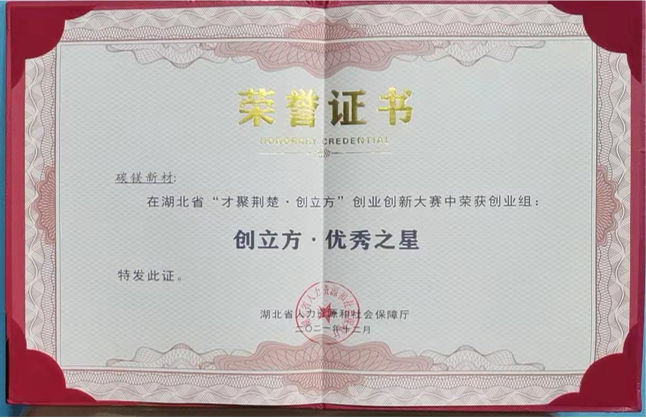 荣誉证书
HONORARY CREDENTIAL
碳镁新材:
在湖北省“才聚荆楚·创立方”创业创新大赛中荣获创业组:
创立方·优秀之星
特发此证。
湖北省人力资源和社会保障厅
二〇二一年十二月